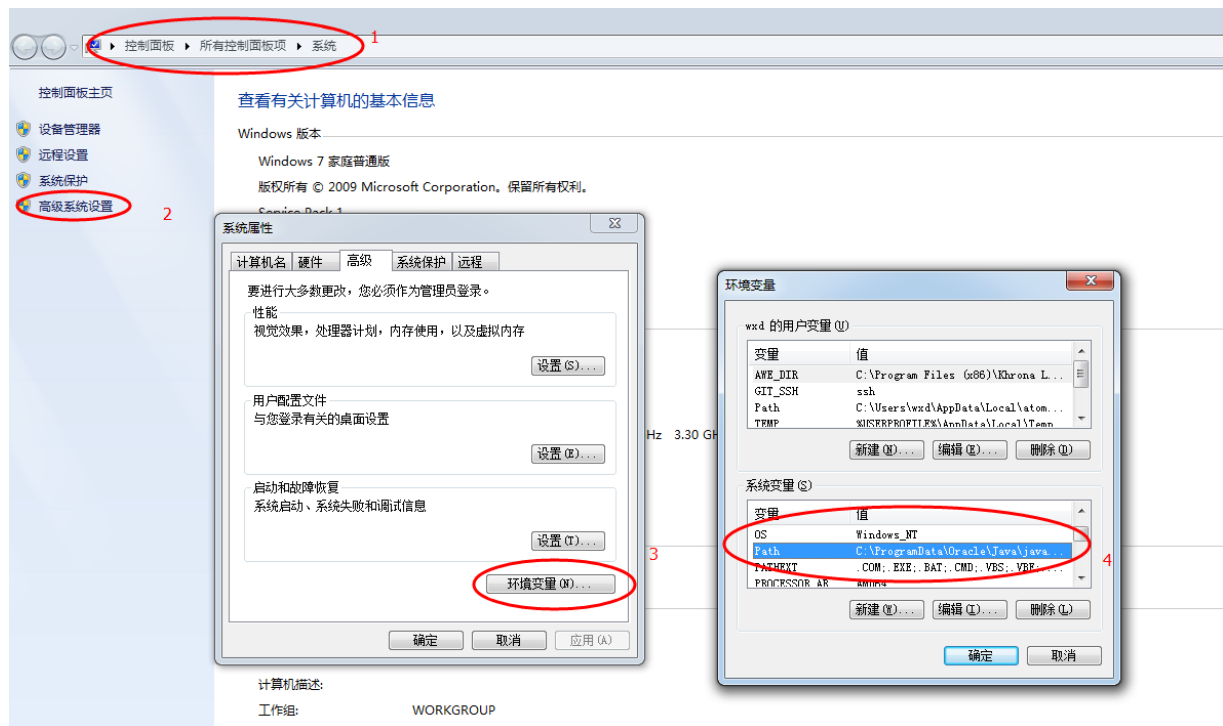 控制面板 ▸ 所有控制面板项 ▸ 系统
1
控制面板主页
设备管理器
远程设置
系统保护
高级系统设置
2
查看有关计算机的基本信息
Windows 版本
Windows 7 家庭普通版
版权所有 © 2009 Microsoft Corporation。保留所有权利。
Service Pack 1
系统属性
计算机名 硬件 高级 系统保护 远程
要进行大多数更改，您必须作为管理员登录。
性能
视觉效果，处理器计划，内存使用，以及虚拟内存
设置(S)...
用户配置文件
与您登录有关的桌面设置
设置(E)...
启动和故障恢复
系统启动、系统失败和调试信息
设置(T)...
3
环境变量(N)...
确定 取消 应用(A)
Hz 3.30 GH
环境变量
wxd 的用户变量(U)
变量 值
AWE_DIR C:\Program Files (x86)\Khrona L...
GIT_SSH ssh
Path C:\Users\wxd\AppData\Local\atom...
TEMP %USERPROFILE%\AppData\Local\Temp
新建(N)... 编辑(E)... 删除(D)
系统变量(S)
变量 值
OS Windows_NT
Path C:\ProgramData\Oracle\Java\java...
4
PATHEXT .COM;.EXE;.BAT;.CMD;.VBS;.VBE;...
PROCESSOR_AR AMD64
新建(W)... 编辑(I)... 删除(L)
确定 取消
计算机描述:
工作组: WORKGROUP